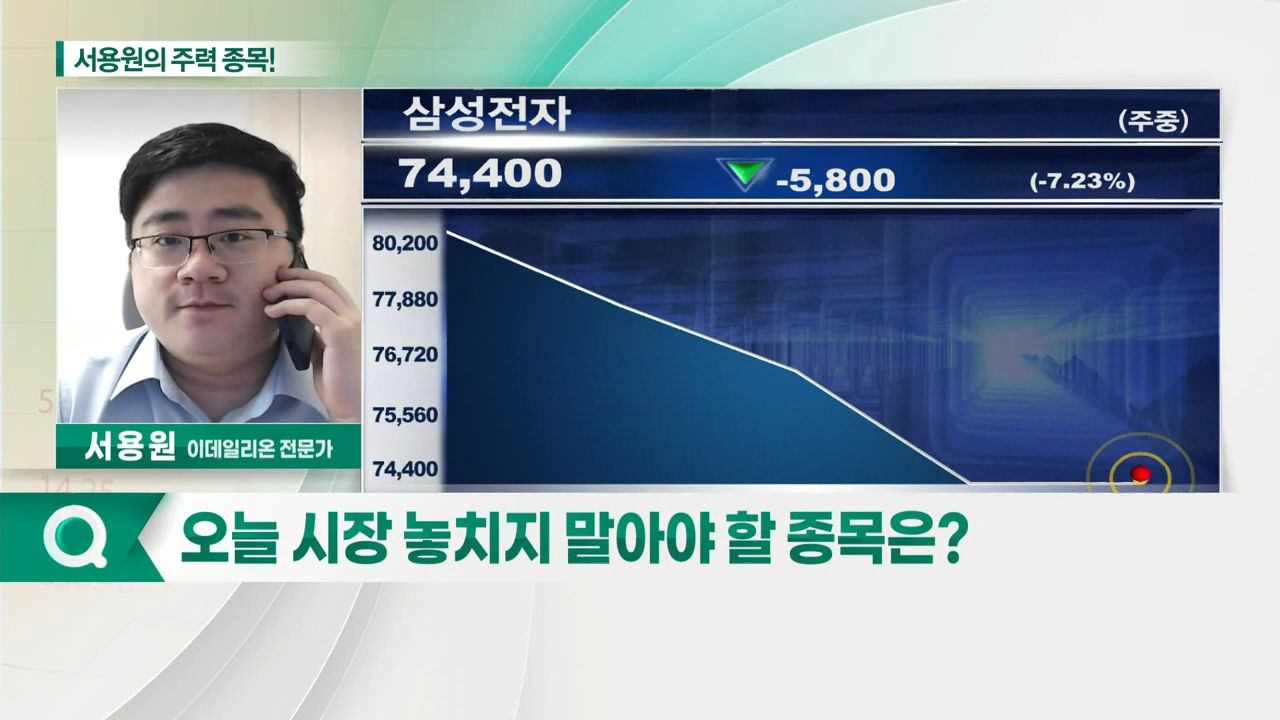 서용원의 주력 종목!
삼성전자
(주중)
74,400
-5,800
(-7.23%)
80,200
77,880
76,720
75,560
74,400
서용원 이데일리온 전문가
오늘 시장 놓치지 말아야 할 종목은?